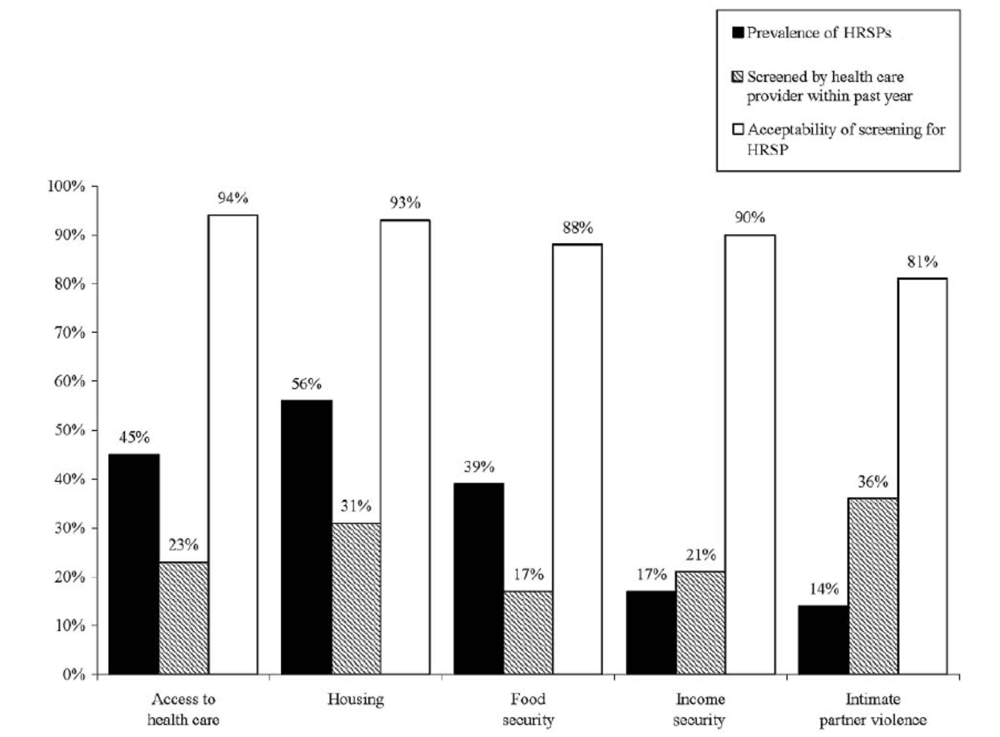 Prevalence of HRSPs
Screened by health care
provider within past year
Acceptability of screening for
HRSP
100%
90%
80%
70%
60%
50%
40%
30%
20%
10%
0%
45%
23%
94%
56%
31%
93%
39%
17%
88%
17%
21%
90%
14%
36%
81%
Access to
health care
Housing
Food
security
Income
security
Intimate
partner violence